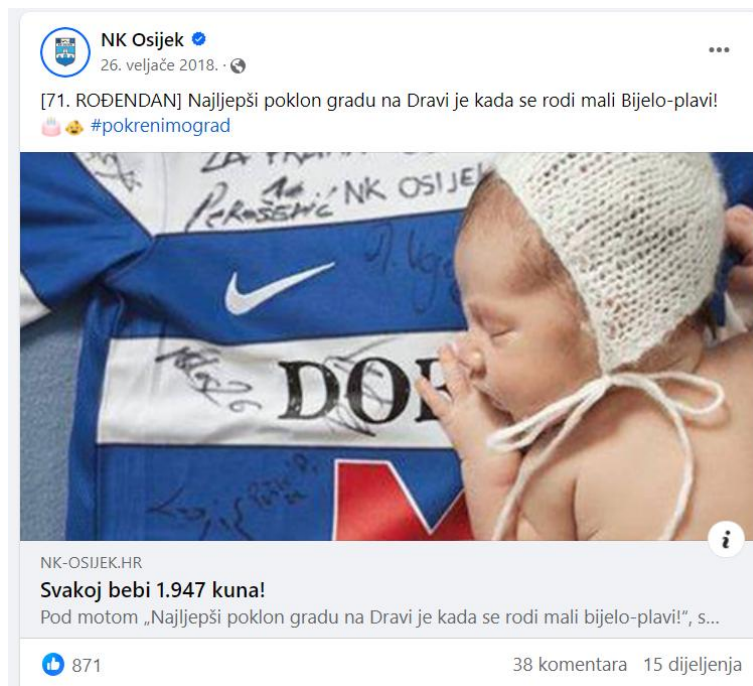 NK Osijek
26. veljače 2018. ·
[71. ROĐENDAN] Najljepši poklon gradu na Dravi je kada se rodi mali Bijelo-plavi!
#pokrenimograd
NK OSIJEK
PEROŠEVIĆ
DOB
NK-OSIJEK.HR
Svakoj bebi 1.947 kuna!
Pod motom „Najljepši poklon gradu na Dravi je kada se rodi mali bijelo-plavi!“, s...
871
38 komentara 15 dijeljenja